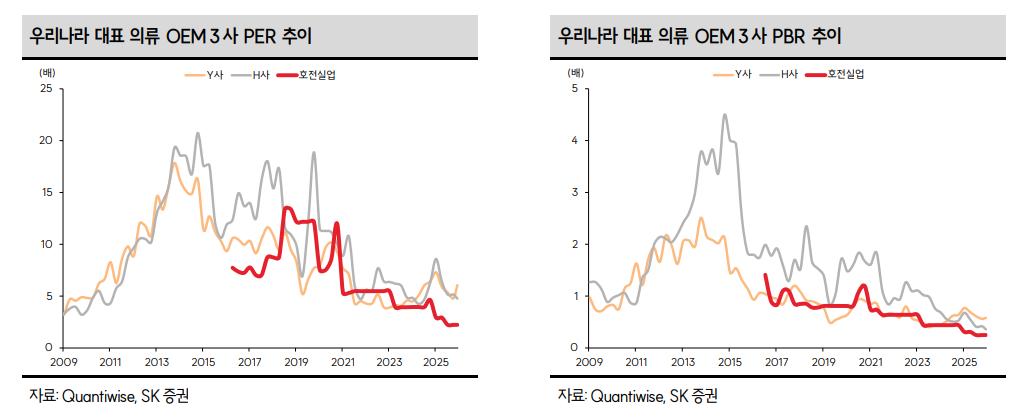 우리나라 대표 의류 OEM 3사 PER 추이
(배)
Y사 H사 호전실업
25
20
15
10
5
0
2009 2011 2013 2015 2017 2019 2021 2023 2025
자료: Quantiwise, SK 증권
우리나라 대표 의류 OEM 3사 PBR 추이
(배)
Y사 H사 호전실업
5
4
3
2
1
0
2009 2011 2013 2015 2017 2019 2021 2023 2025
자료: Quantiwise, SK 증권